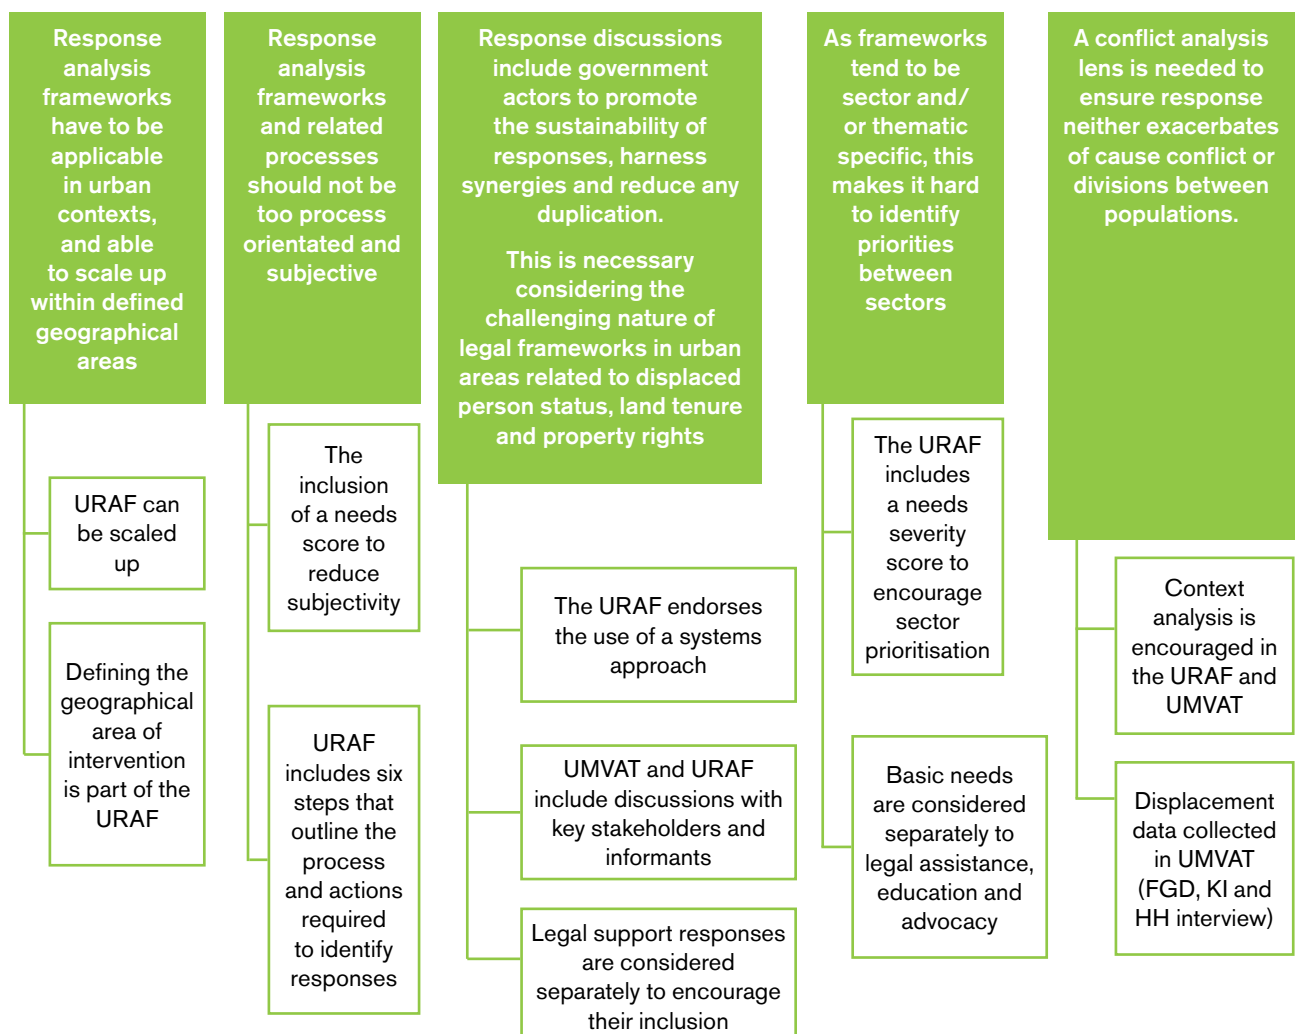 Response
analysis
frameworks
have to be
applicable
in urban
contexts,
and able
to scale up
within defined
geographical
areas
URAF can
be scaled
up
Defining the
geographical
area of
intervention
is part of the
URAF
Response
analysis
frameworks
and related
processes
should not be
too process
orientated and
subjective
The
inclusion
of a needs
score to
reduce
subjectivity
URAF
includes six
steps that
outline the
process
and actions
required
to identify
responses
Response discussions
include government
actors to promote
the sustainability of
responses, harness
synergies and reduce any
duplication.
This is necessary
considering the
challenging nature of
legal frameworks in urban
areas related to displaced
person status, land tenure
and property rights
The URAF endorses
the use of a systems
approach
UMVAT and URAF
include discussions with
key stakeholders and
informants
Legal support responses
are considered
separately to encourage
their inclusion
As frameworks
tend to be
sector and/
or thematic
specific, this
makes it hard
to identify
priorities
between
sectors
The URAF
includes
a needs
severity
score to
encourage
sector
prioritisation
Basic needs
are considered
separately to
legal assistance,
education and
advocacy
A conflict analysis
lens is needed to
ensure response
neither exacerbates
of cause conflict or
divisions between
populations.
Context
analysis is
encouraged in
the URAF and
UMVAT
Displacement
data collected
in UMVAT
(FGD, KI and
HH interview)